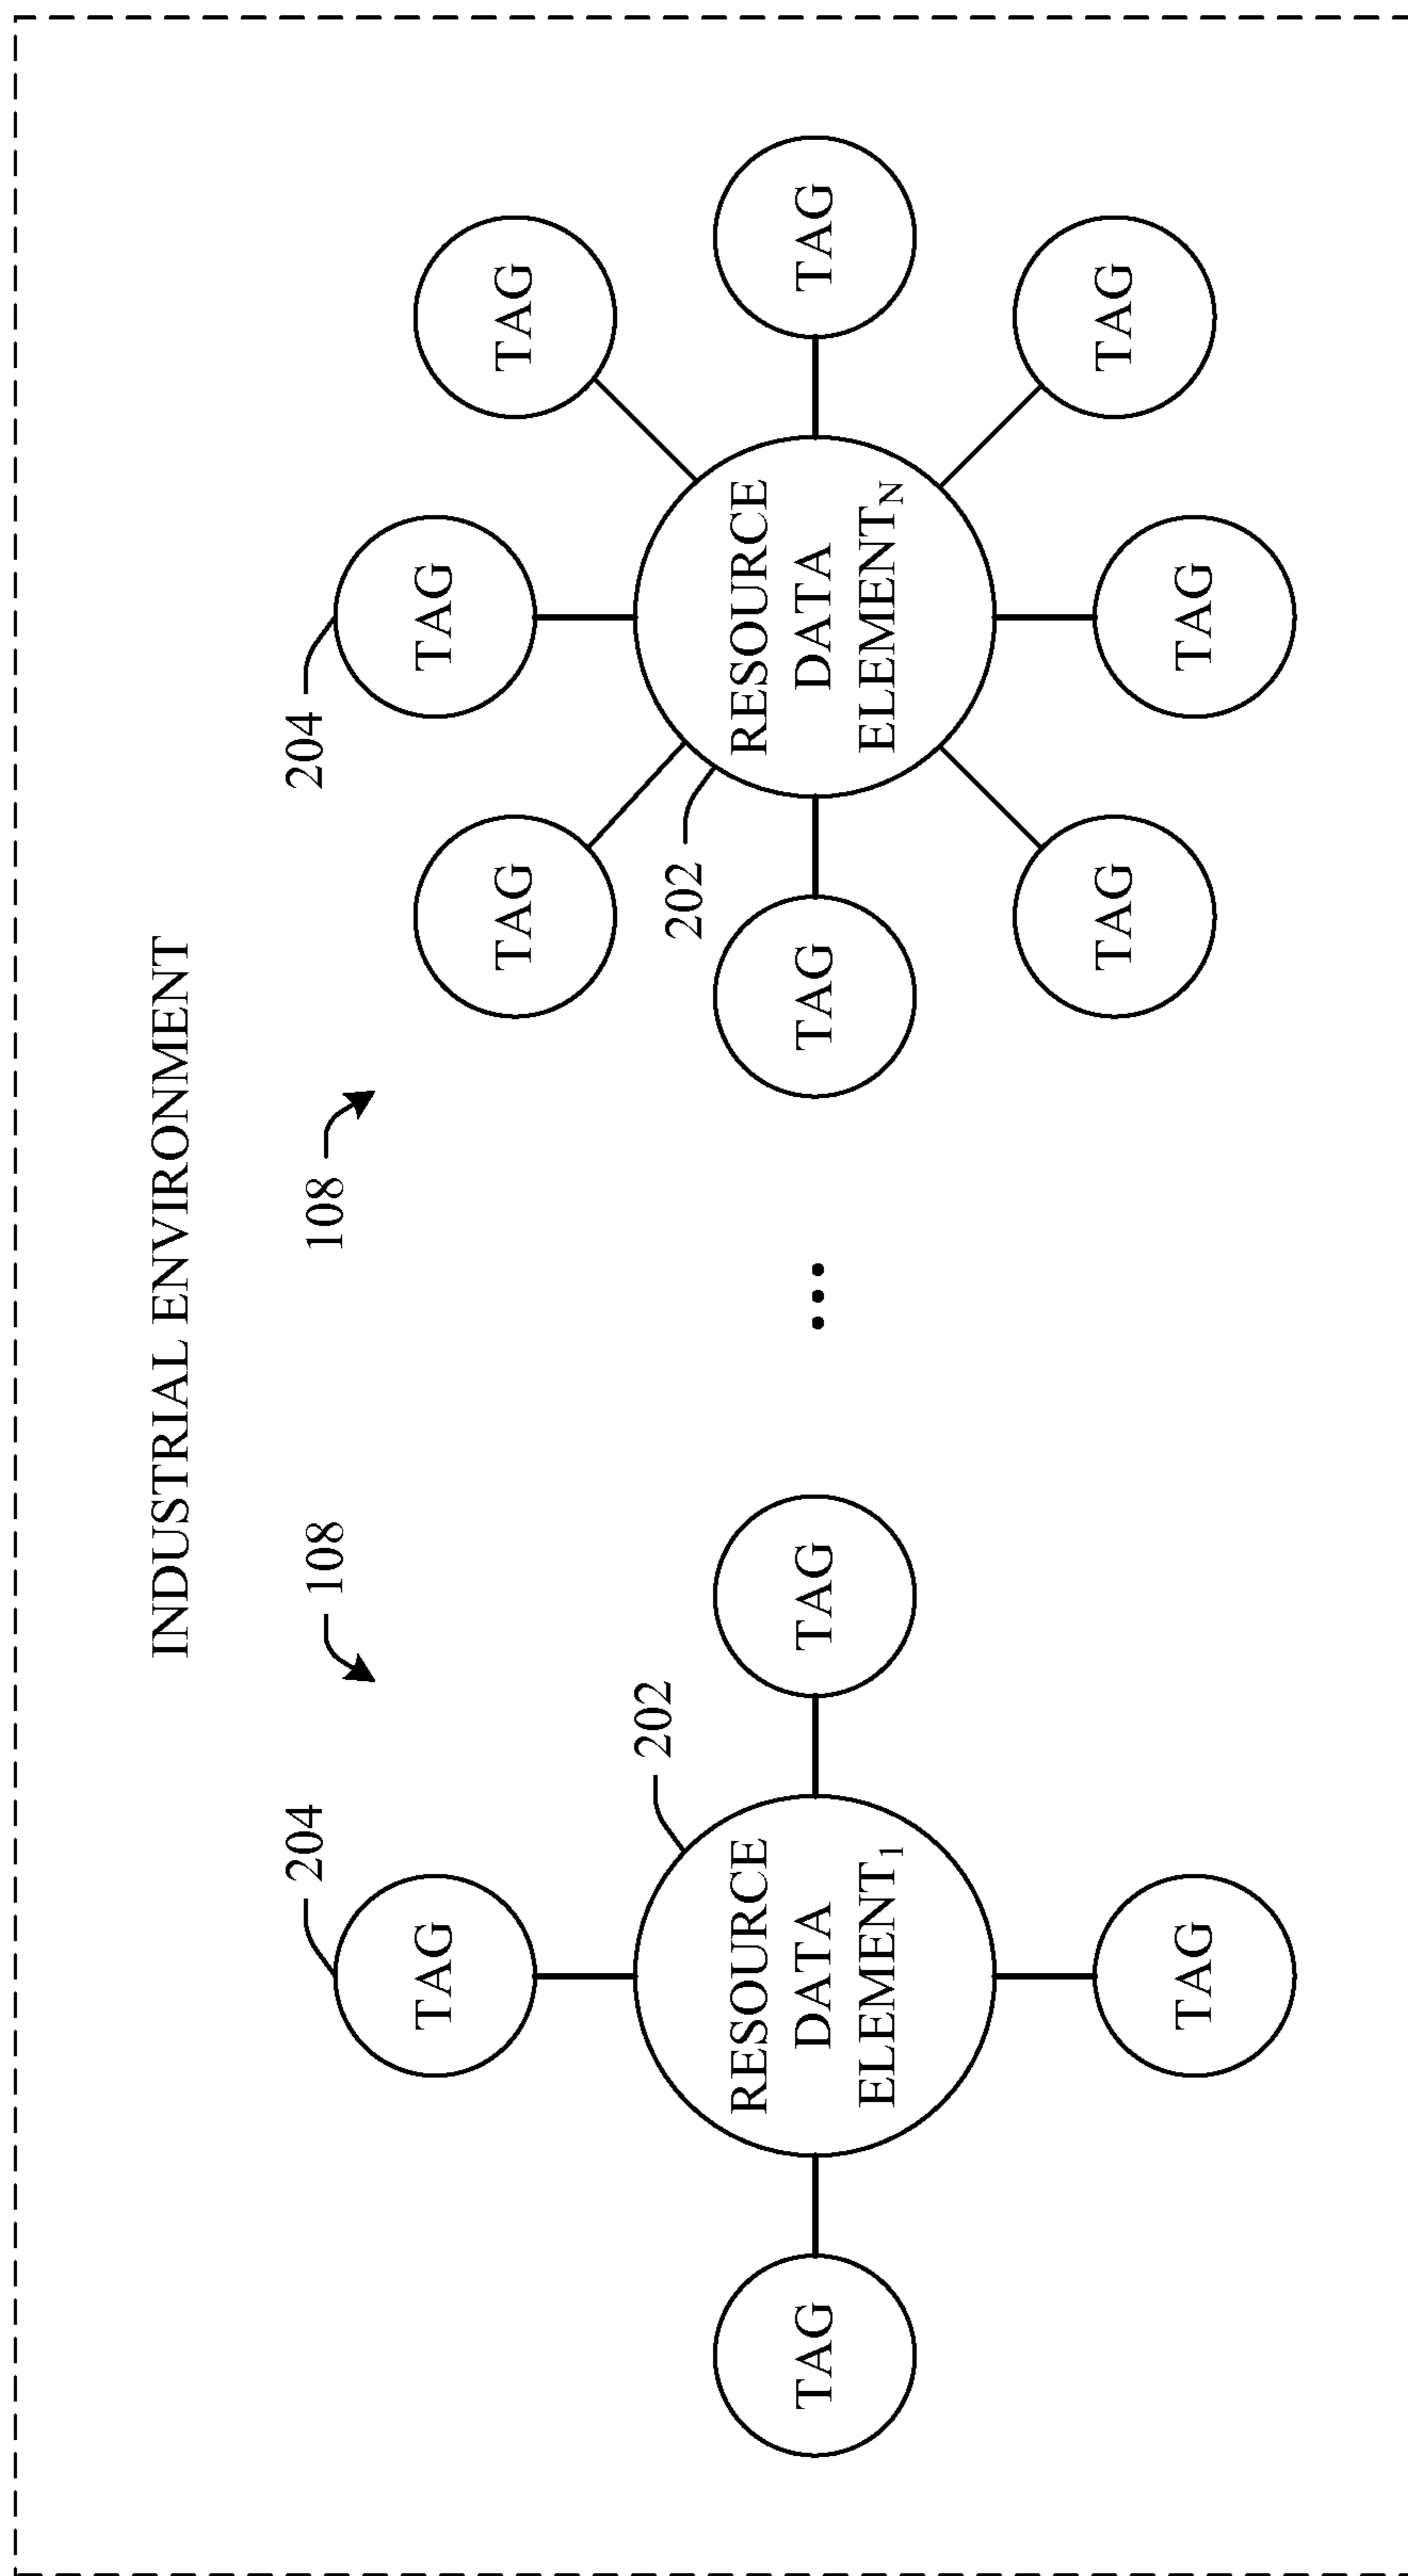 INDUSTRIAL ENVIRONMENT
204
108
TAG
202
TAG
RESOURCE
DATA
ELEMENT₁
TAG
TAG
...
108
204
TAG
TAG
TAG
202
TAG
RESOURCE
DATA
ELEMENT_N
TAG
TAG
TAG
TAG